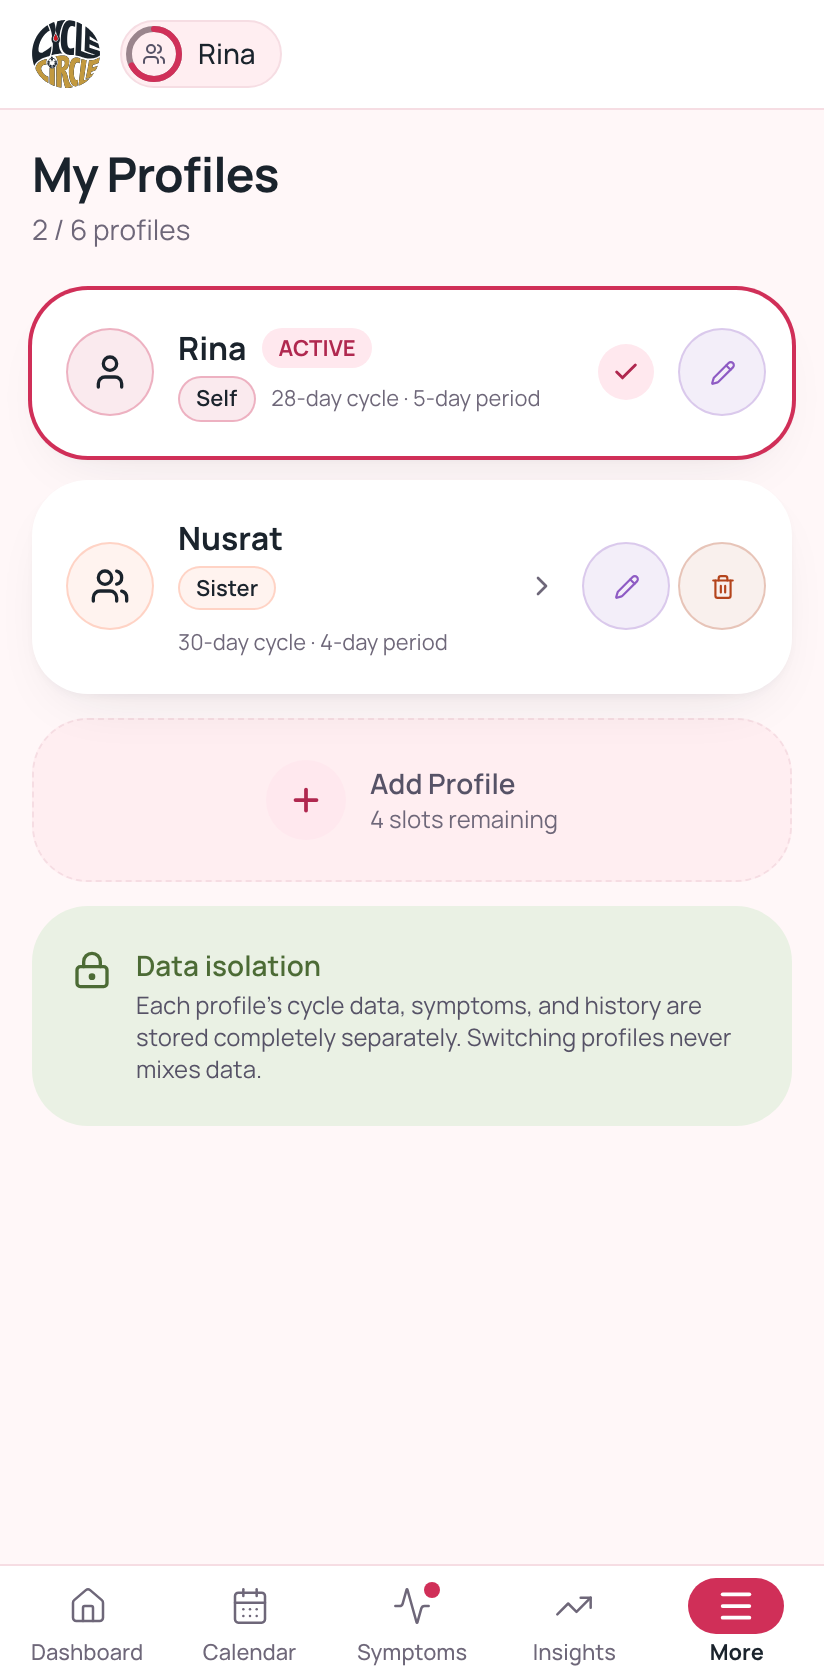 CYCLE
CIRCLE
Rina
My Profiles
2 / 6 profiles
Rina ACTIVE
Self 28-day cycle · 5-day period
Nusrat
Sister
30-day cycle · 4-day period
Add Profile
4 slots remaining
Data isolation
Each profile’s cycle data, symptoms, and history are
stored completely separately. Switching profiles never
mixes data.
Dashboard Calendar Symptoms Insights More